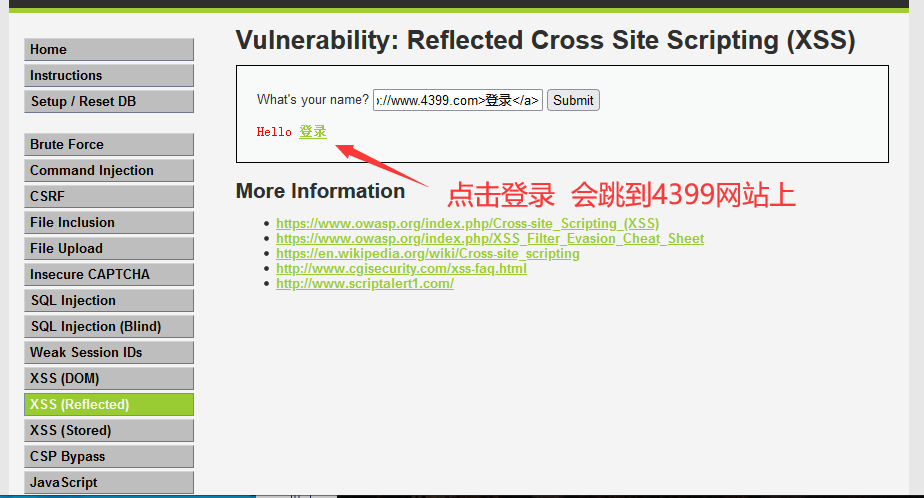 Home
Instructions
Setup / Reset DB
Brute Force
Command Injection
CSRF
File Inclusion
File Upload
Insecure CAPTCHA
SQL Injection
SQL Injection (Blind)
Weak Session IDs
XSS (DOM)
XSS (Reflected)
XSS (Stored)
CSP Bypass
JavaScript
Vulnerability: Reflected Cross Site Scripting (XSS)
What's your name? ://www.4399.com>登录</a> Submit
Hello 登录
点击登录 会跳到4399网站上
More Information
https://www.owasp.org/index.php/Cross-site_Scripting_(XSS)
https://www.owasp.org/index.php/XSS_Filter_Evasion_Cheat_Sheet
https://en.wikipedia.org/wiki/Cross-site_scripting
http://www.cgisecurity.com/xss-faq.html
http://www.scriptalert1.com/